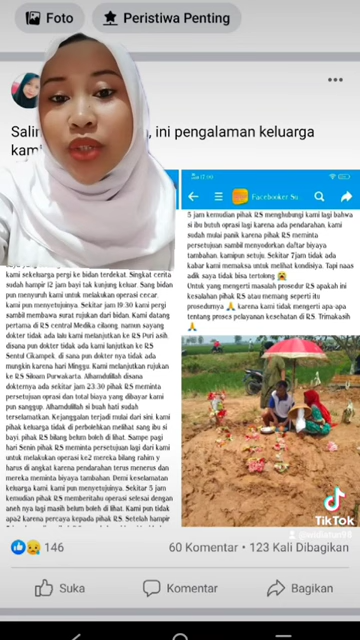 Foto
Peristiwa Penting
ini pengalaman keluarga
kami
17:00
Facebooker Su
5 jam kemudian pihak RS menghubungi kami lagi bahwa
si ibu butuh oprasi lagi karena ada pendarahan, kami
sudah mulai panik karena pihak RS meminta
persetujuan sambil menyodorkan daftar biyaya
tambahan, kamipun setuju. Sekitar 7jam tidak ada
kabar kami memaksa untuk melihat kondisiya. Tapi naas
adik saya tidak bisa tertolong 😭
Untuk yang mengerti masalah prosedur RS apakah ini
kesalahan pihak RS atau memang seperti itu
prosedurnya 🙏 karena kami tidak mengerti apa-apa
tentang proses pelayanan kesehatan di RS. Trimakasih
🙏
kami sekeluarga pergi ke bidan terdekat. Singkat cerita
sudah hampir 12 jam bayi tak kunjung keluar. Sang bidan
pun menyuruh kami untuk melakukan oprasi cecar,
kami pun menyetujuinya. Sekitar jam 19:30 kami pergi
sambil membawa surat rujukan dari bidan. Kami datang
pertama di RS central Medika cilaong, namun sayang
dokter tidak ada lalu kami melanjutkan ke RS Puri asih,
disana pun dokter tidak ada kami lanjutkan ke RS
Sentul Cikampek, di sana pun dokter nya tidak ada
mungkin karena hari Minggu. Kami melanjutkan rujukan
ke RS Siloam Purwakarta. Alhamdulilah disana
dokternya ada sekitar jam 23:30 pihak RS meminta
persetujuan oprasi dan total biaya yang dibayar kami
pun sanggup. Alhamdulilah si buah hati sudah
terselamatkan. Kejanggalan terjadi mulai dari sini, kami
pihak keluarga tidak di perbolehkan melihat sang ibu si
bayi, pihak RS bilang belum boleh di lihat. Sampe pagi
hari Senin pihak RS meminta persetujuan lagi dari kami
untuk melakukan operasi ke2 mereka bilang rahim y
harus di angkat karena pendarahan terus menerus dan
mereka meminta biyaya tambahan. Demi keselamatan
keluarga kami, kami pun menyetujuinya. Sekitar 5 jam
kemudian pihak RS memberitahu operasi selesai dengan
aneh nya lagi masih belum boleh di lihat. Kami pun tidak
apa2 karena percaya kepada pihak RS. Setelah hampir
TikTok
146
60 Komentar • 123 Kali Dibagikan
Suka
Komentar
Bagikan